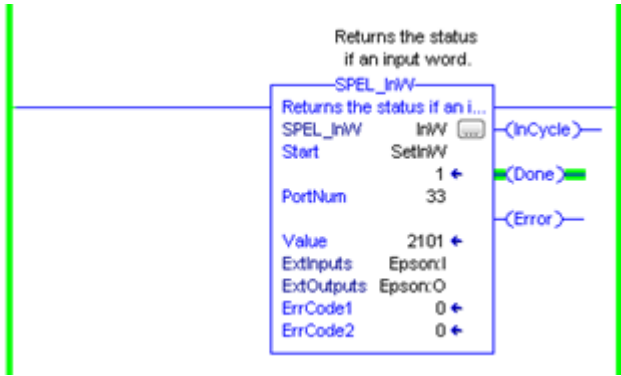 Returns the status
if an input word.
SPEL_InW
Returns the status if an i...
SPEL_InW InW ...
Start SetInW
1
PortNum 33
Value 2101
ExtInputs Epson:I
ExtOutputs Epson:O
ErrCode1 0
ErrCode2 0
(InCycle)
(Done)
(Error)